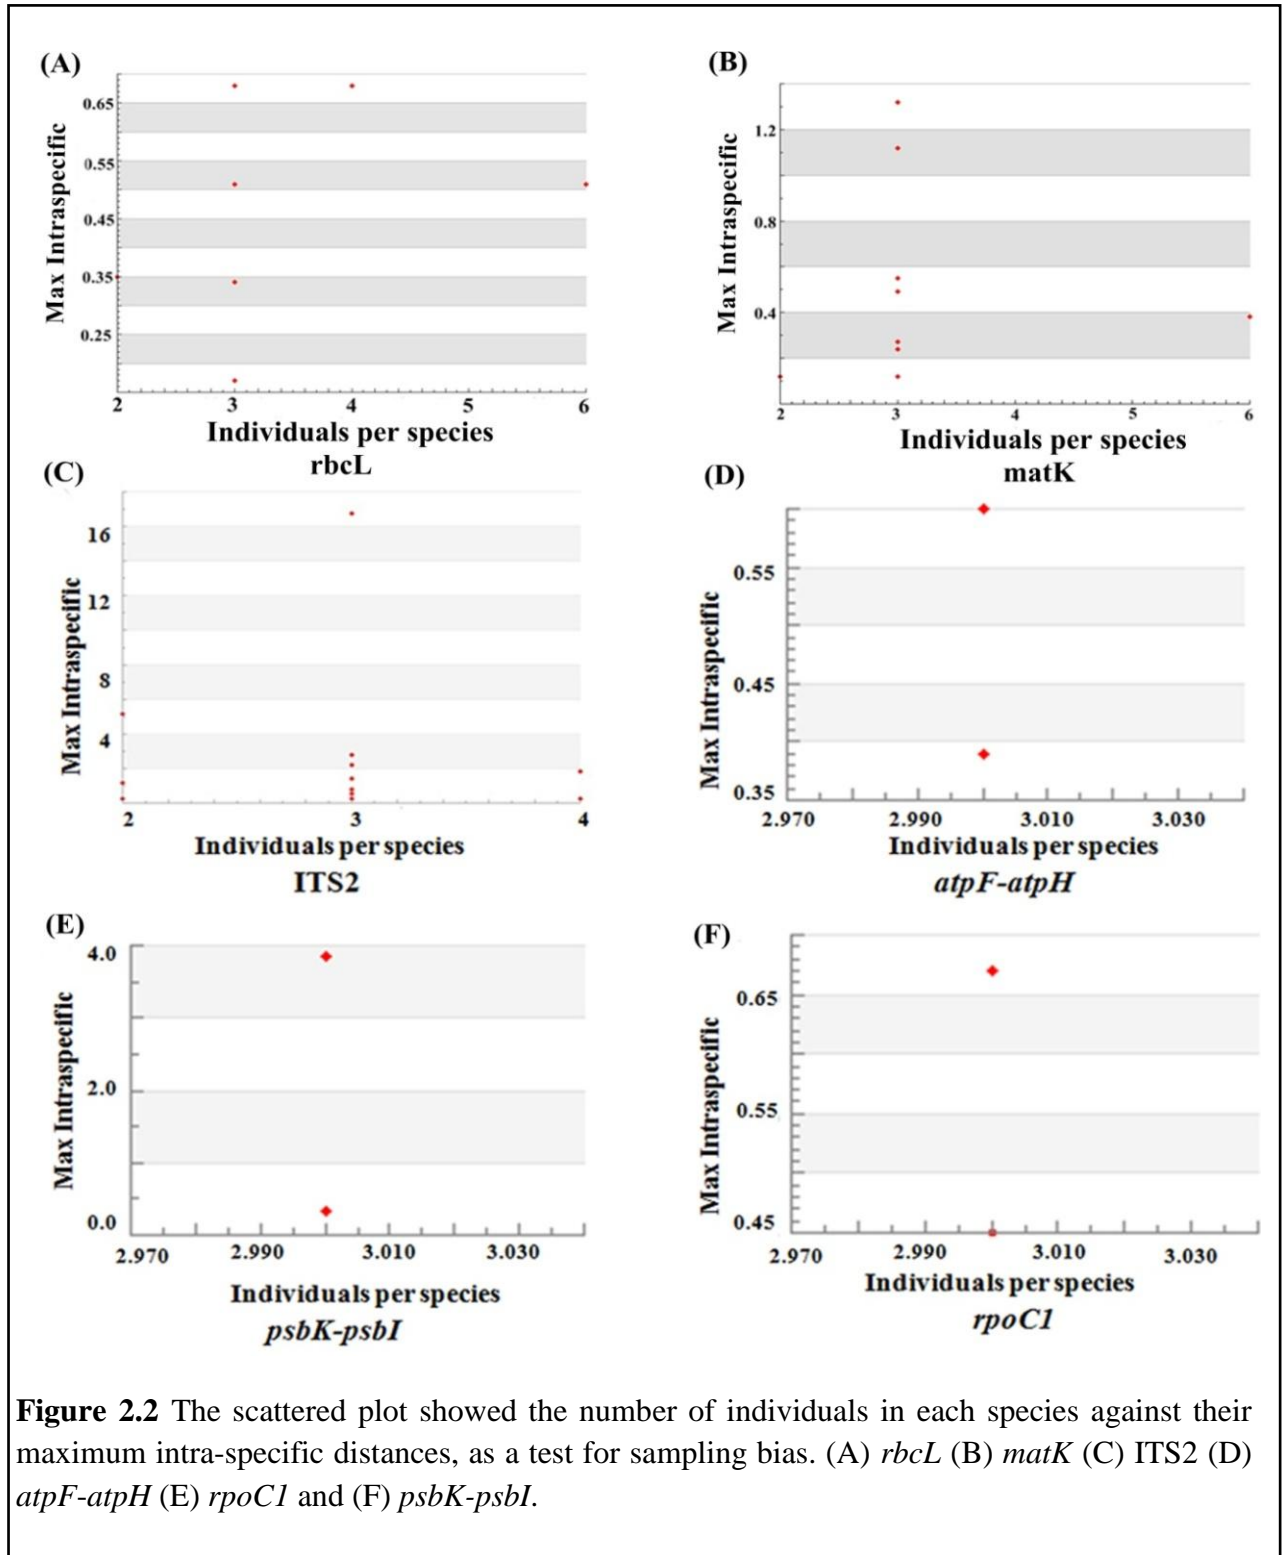 (A)
Max Intraspecific
0.65
0.55
0.45
0.35
0.25
2 3 4 5 6
Individuals per species
rbcL
(B)
Max Intraspecific
1.2
0.8
0.4
2 3 4 5 6
Individuals per species
matK
(C)
Max Intraspecific
16
12
8
4
2 3 4
Individuals per species
ITS2
(D)
Max Intraspecific
0.55
0.45
0.35
2.970 2.990 3.010 3.030
Individuals per species
atpF-atpH
(E)
Max Intraspecific
4.0
2.0
0.0
2.970 2.990 3.010 3.030
Individuals per species
psbK-psbI
(F)
Max Intraspecific
0.65
0.55
0.45
2.970 2.990 3.010 3.030
Individuals per species
rpoC1
Figure 2.2 The scattered plot showed the number of individuals in each species against their
maximum intra-specific distances, as a test for sampling bias. (A) rbcL (B) matK (C) ITS2 (D)
atpF-atpH (E) rpoC1 and (F) psbK-psbI.